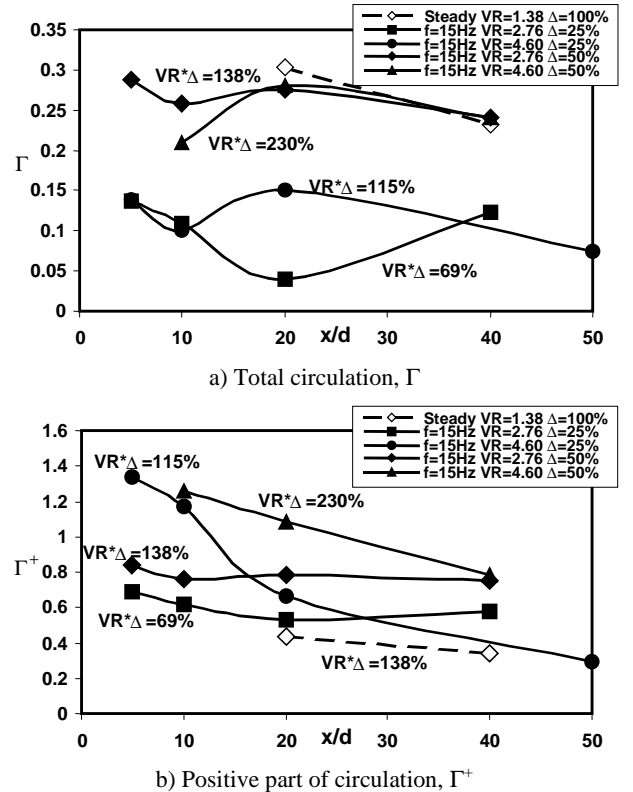 Steady VR=1.38 Δ=100%
f=15Hz VR=2.76 Δ=25%
f=15Hz VR=4.60 Δ=25%
f=15Hz VR=2.76 Δ=50%
f=15Hz VR=4.60 Δ=50%
0.35
0.3
0.25
0.2
0.15
0.1
0.05
0
Γ
VR*Δ =138%
VR*Δ =230%
VR*Δ =115%
VR*Δ =69%
0 10 20 30 40 50
x/d
a) Total circulation, Γ
Steady VR=1.38 Δ=100%
f=15Hz VR=2.76 Δ=25%
f=15Hz VR=4.60 Δ=25%
f=15Hz VR=2.76 Δ=50%
f=15Hz VR=4.60 Δ=50%
1.6
1.4
1.2
1
0.8
0.6
0.4
0.2
0
Γ+
VR*Δ =115%
VR*Δ =230%
VR*Δ =138%
VR*Δ =69%
VR*Δ =138%
0 10 20 30 40 50
x/d
b) Positive part of circulation, Γ+